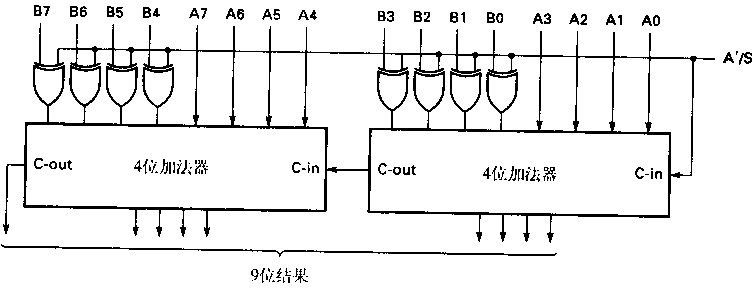 B7 B6 B5 B4 A7 A6 A5 A4 B3 B2 B1 B0 A3 A2 A1 A0
A'/S
C-out 4位加法器 C-in C-out 4位加法器 C-in
9位结果